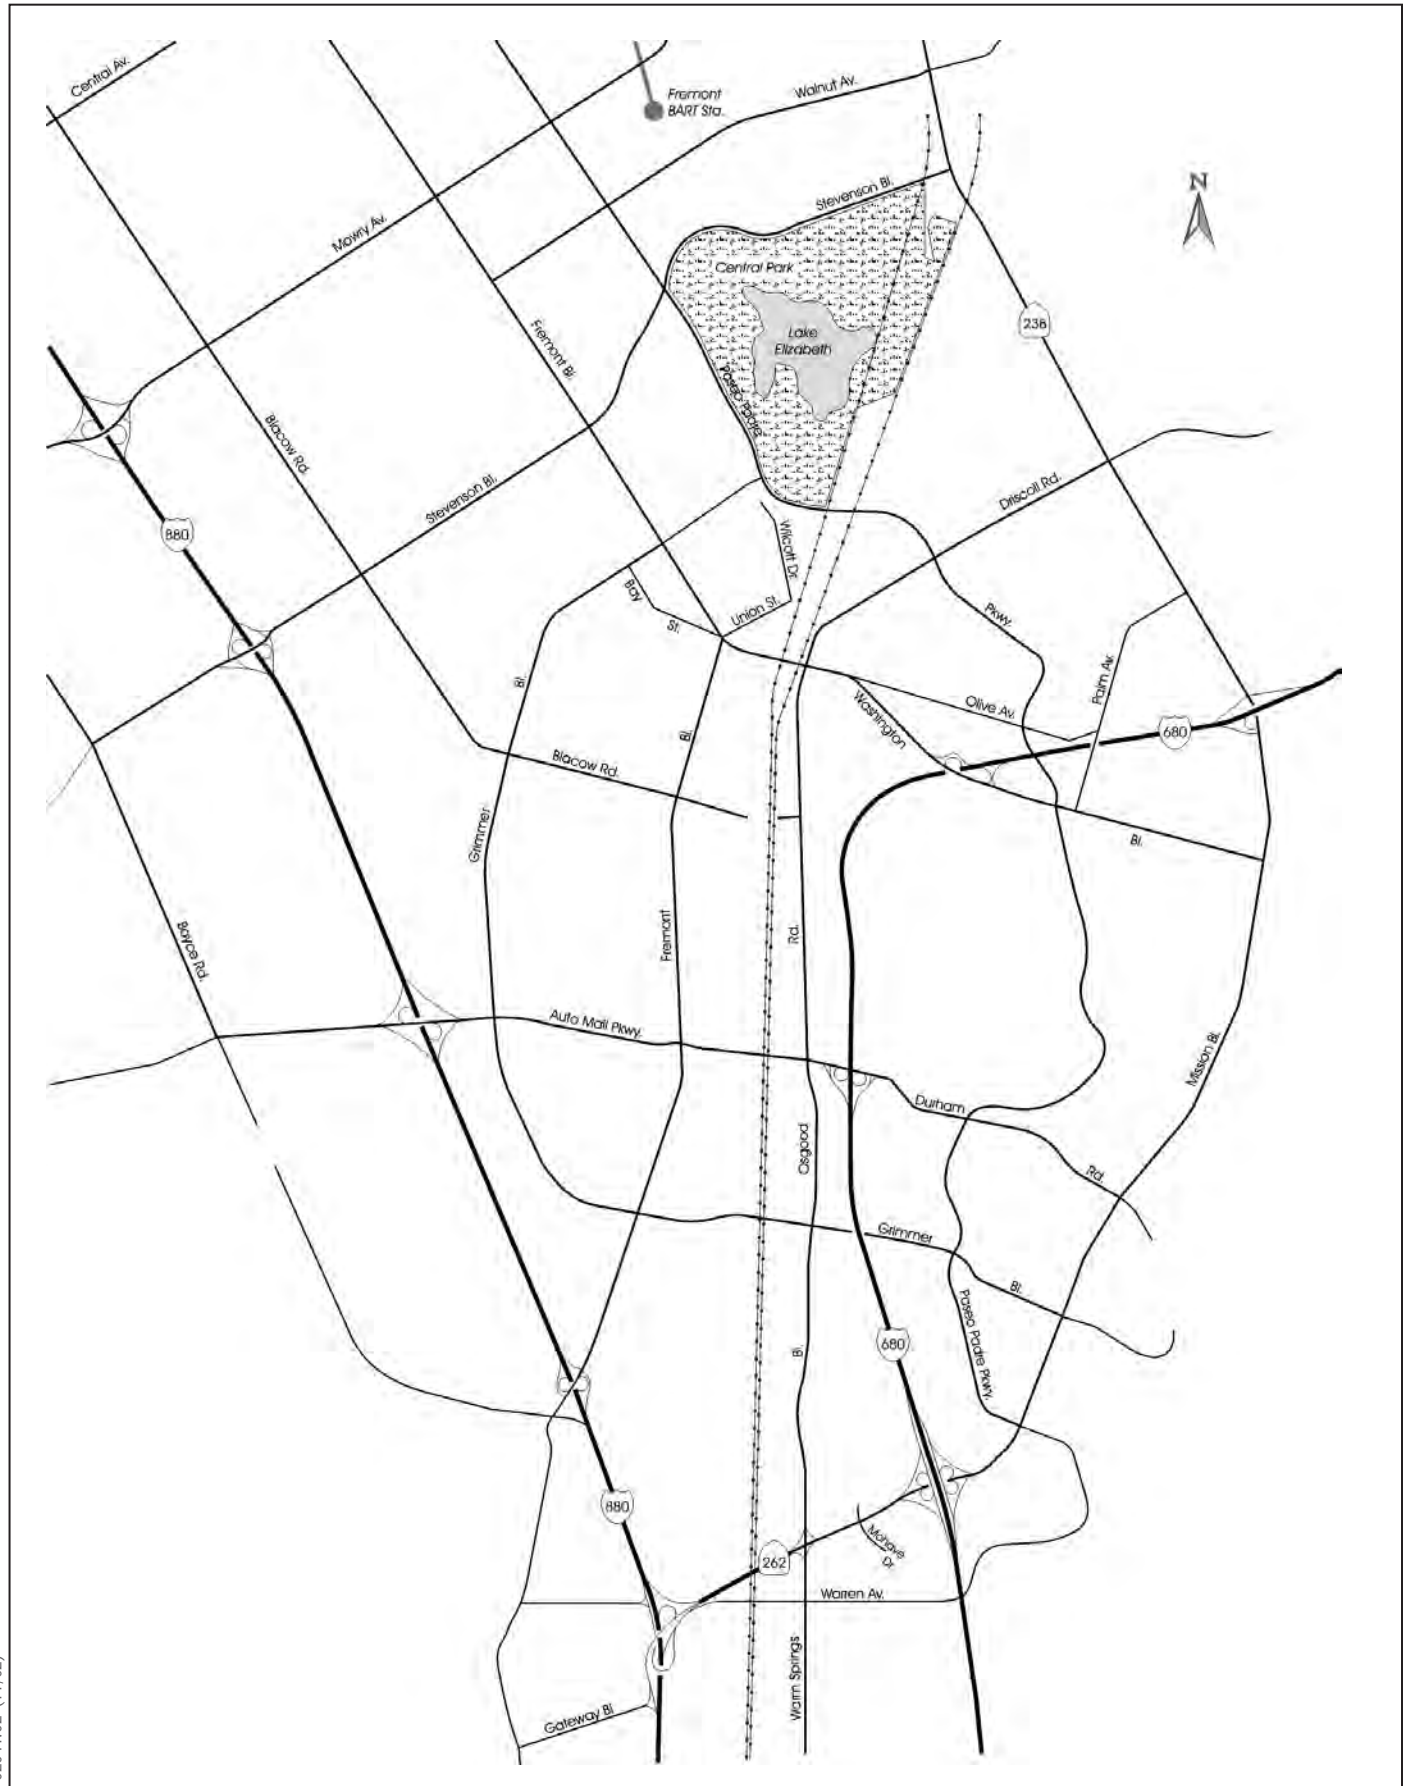 Central Av.
Fremont
BART Sta.
Walnut Av.
N
Stevenson Bl.
Mowry Av.
Central Park
238
Lake
Elizabeth
Fremont Bl.
Paseo Padre
Blacow Rd.
Stevenson Bl.
Driscoll Rd.
880
Wilcott Dr.
Bay
St.
Union St.
Pkwy.
Palm Av.
Bl.
Olive Av.
Washington
680
Bl.
Blacow Rd.
Grimmer
Bl.
Boyce Rd.
Fremont
Rd.
Auto Mall Pkwy.
Mission Bl.
Durham
Osgood
Rd.
Grimmer
Bl.
Paseo Padre Pkwy.
680
Bl.
880
Mohave
Dr.
262
Warren Av.
Warm Springs
Gateway Bl